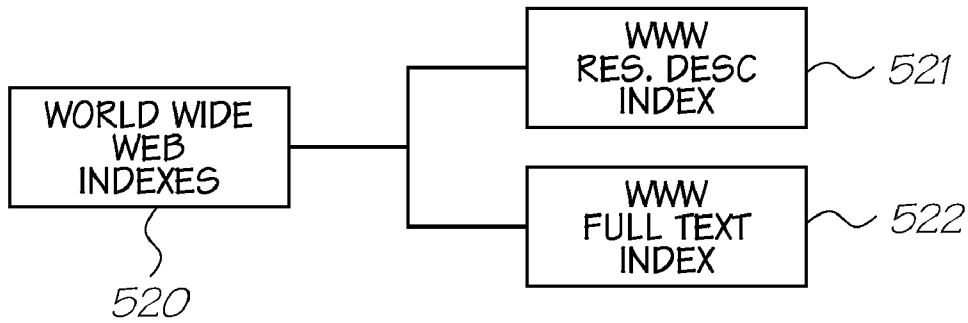 WORLD WIDE
WEB
INDEXES
520
WWW
RES. DESC
INDEX
521
WWW
FULL TEXT
INDEX
522